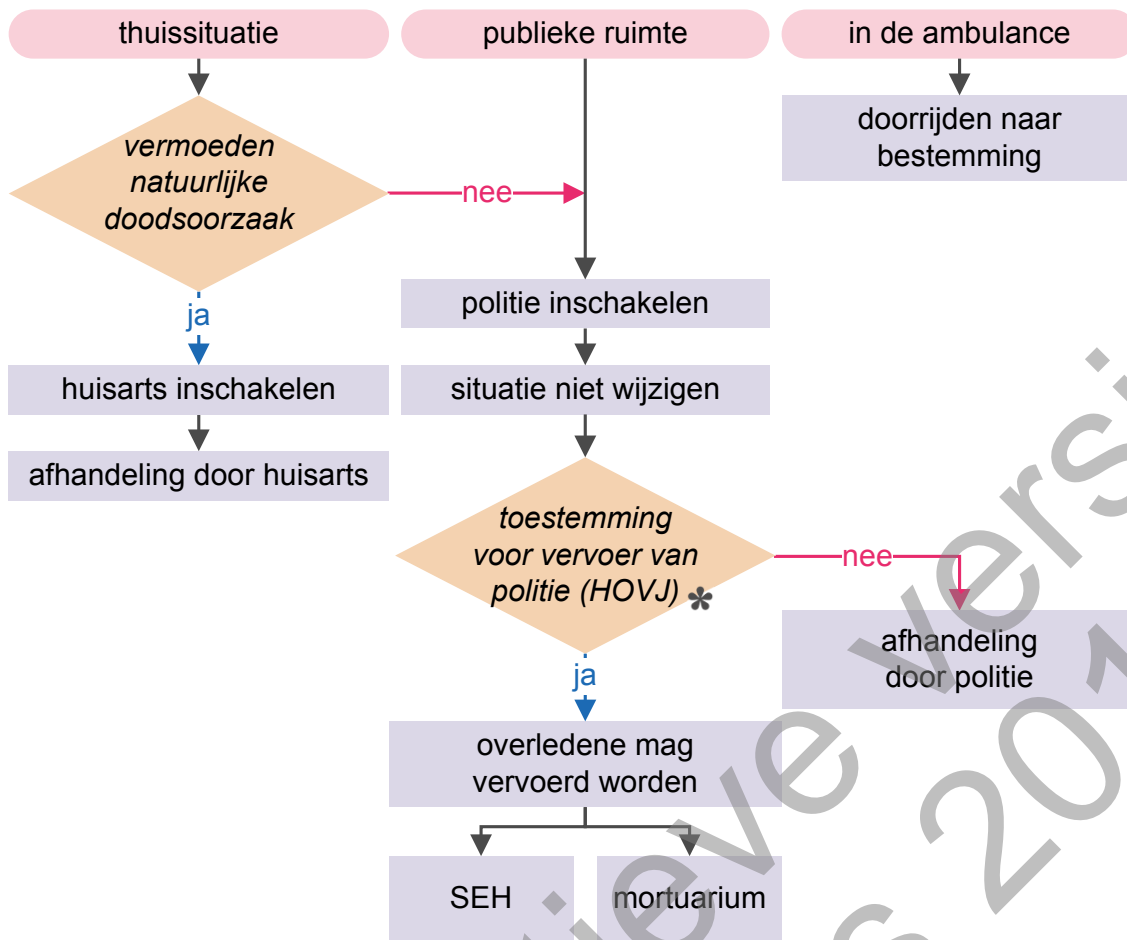 thuissituatie
publieke ruimte
in de ambulance
vermoeden
natuurlijke
doodsoorzaak
nee
doorrijden naar
bestemming
ja
huisarts inschakelen
afhandeling door huisarts
politie inschakelen
situatie niet wijzigen
toestemming
voor vervoer van
politie (HOVJ) *
nee
afhandeling
door politie
ja
overledene mag
vervoerd worden
SEH
mortuarium